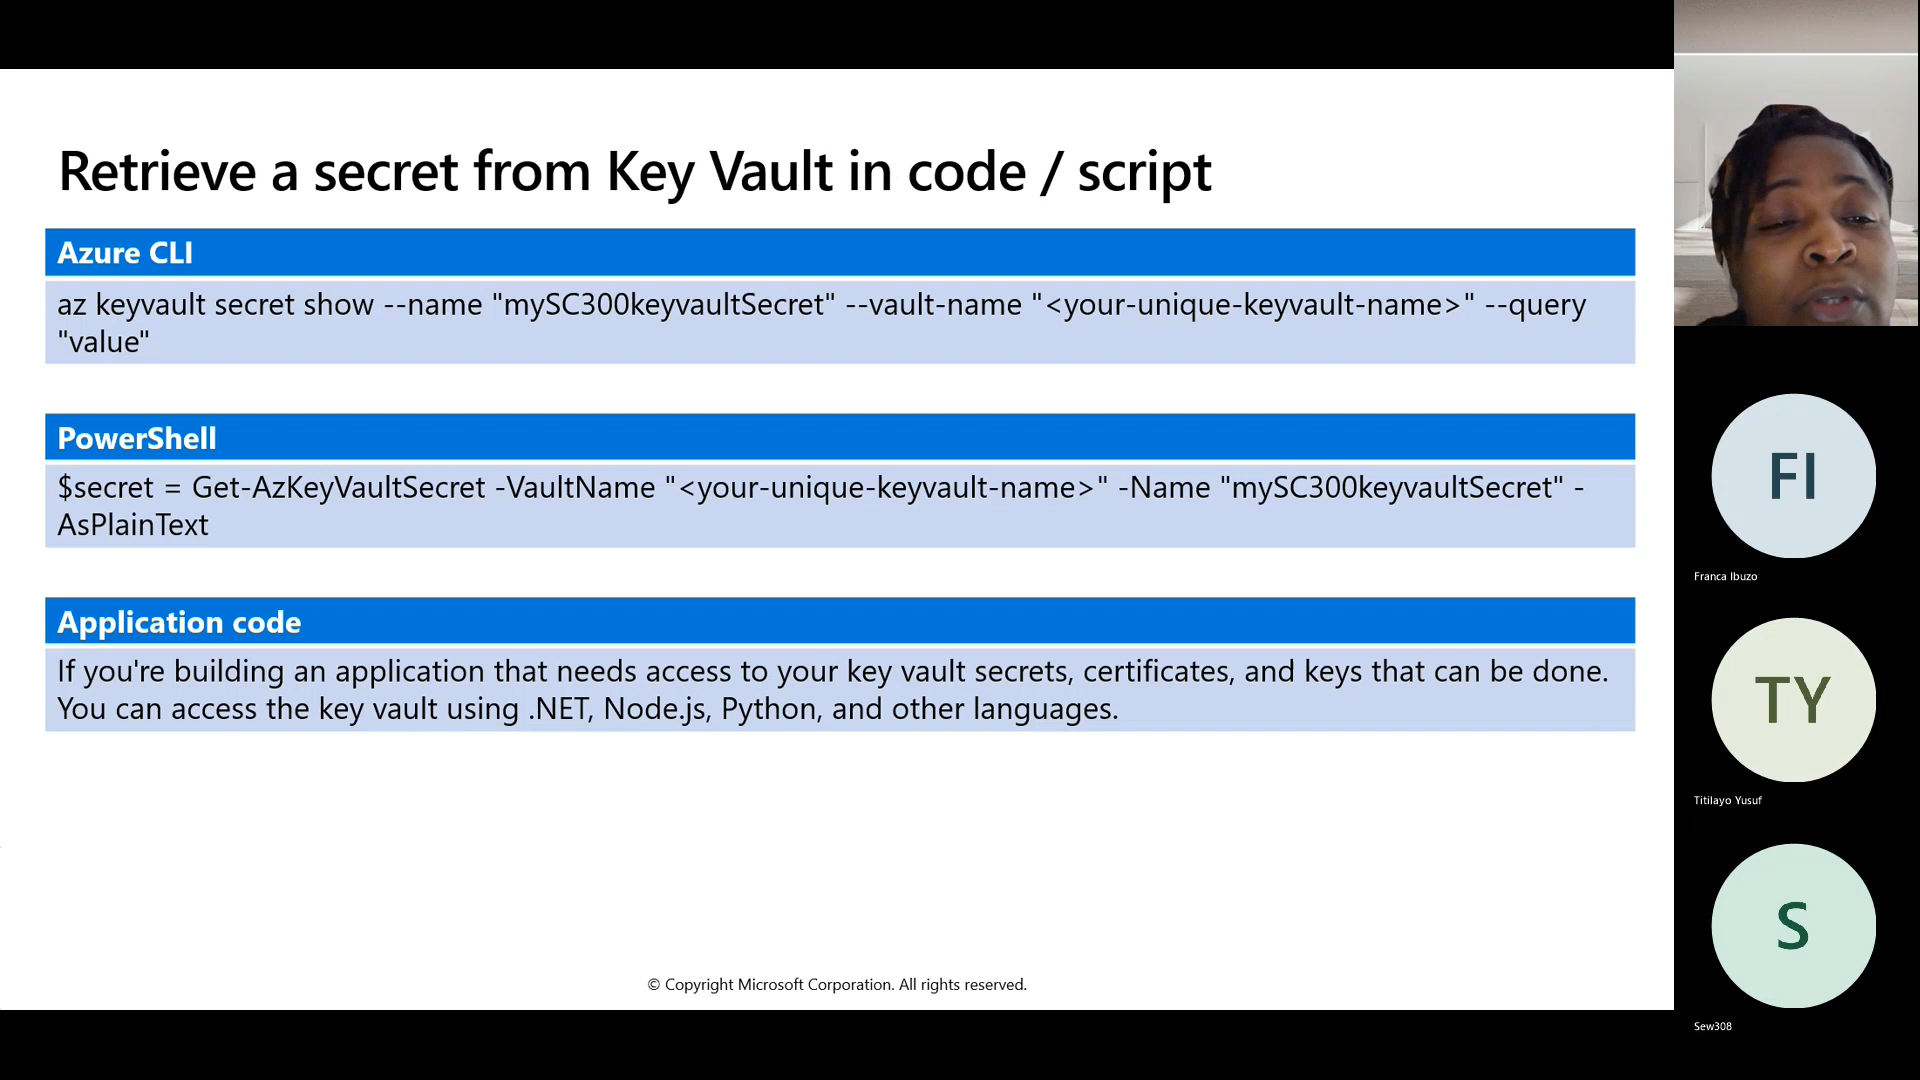 Retrieve a secret from Key Vault in code / script
Azure CLI
az keyvault secret show --name "mySC300keyvaultSecret" --vault-name "<your-unique-keyvault-name>" --query
"value"
PowerShell
$secret = Get-AzKeyVaultSecret -VaultName "<your-unique-keyvault-name>" -Name "mySC300keyvaultSecret" -
AsPlainText
Application code
If you're building an application that needs access to your key vault secrets, certificates, and keys that can be done.
You can access the key vault using .NET, Node.js, Python, and other languages.
© Copyright Microsoft Corporation. All rights reserved.
FI
Franca Ibuzo
TY
Titilayo Yusuf
S
Sew308